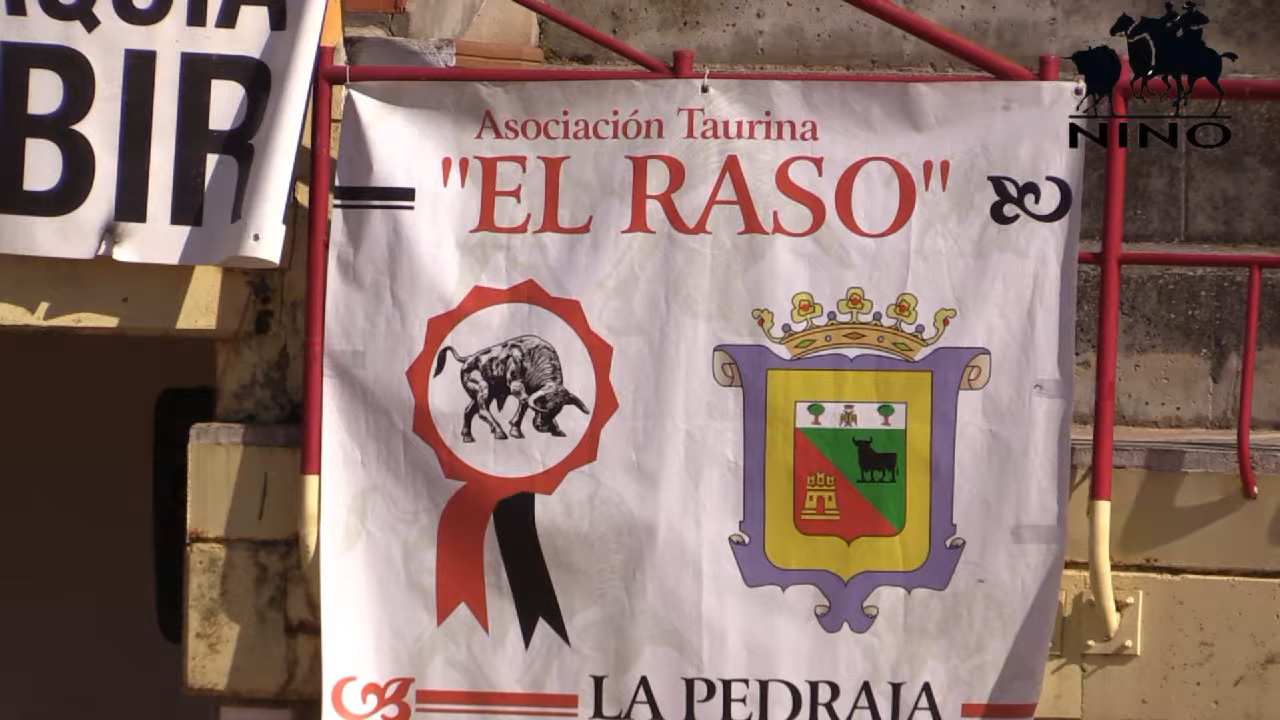 BIR
Asociación Taurina
"EL RASO"
LA PEDRAJA
NINO